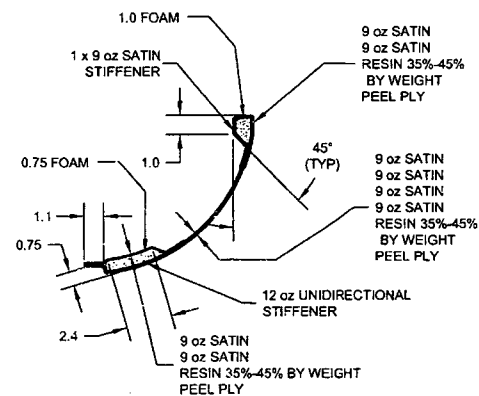 1.0 FOAM
1 x 9 oz SATIN
STIFFENER
9 oz SATIN
9 oz SATIN
RESIN 35%-45%
BY WEIGHT
PEEL PLY
1.0
45°
(TYP)
0.75 FOAM
9 oz SATIN
9 oz SATIN
9 oz SATIN
9 oz SATIN
RESIN 35%-45%
BY WEIGHT
PEEL PLY
1.1
0.75
12 oz UNIDIRECTIONAL
STIFFENER
2.4
9 oz SATIN
9 oz SATIN
RESIN 35%-45% BY WEIGHT
PEEL PLY